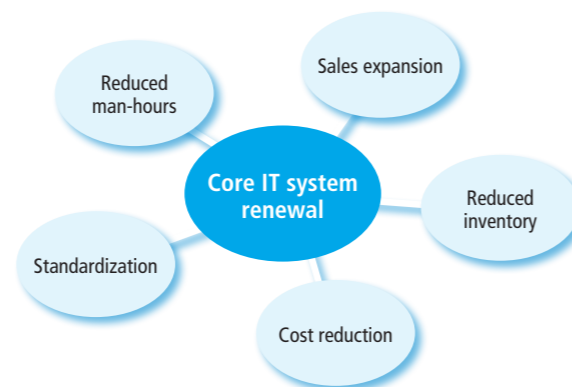 Sales expansion
Reduced
man-hours
Core IT system
renewal
Reduced
inventory
Standardization
Cost reduction